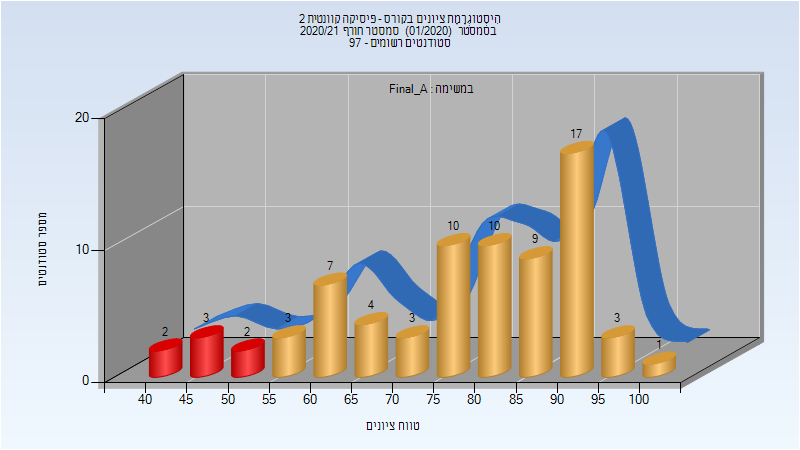 היסטוגרמת ציונים בקורס - פיסיקה קוונטית 2
בסמסטר (01/2020) סמסטר חורף 2020/21
סטודנטים רשומים - 97
במשימה : Final_A
מספר סטודנטים
20
10
0
2
3
2
3
7
4
3
10
10
9
17
3
1
40 45 50 55 60 65 70 75 80 85 90 95 100
טווח ציונים